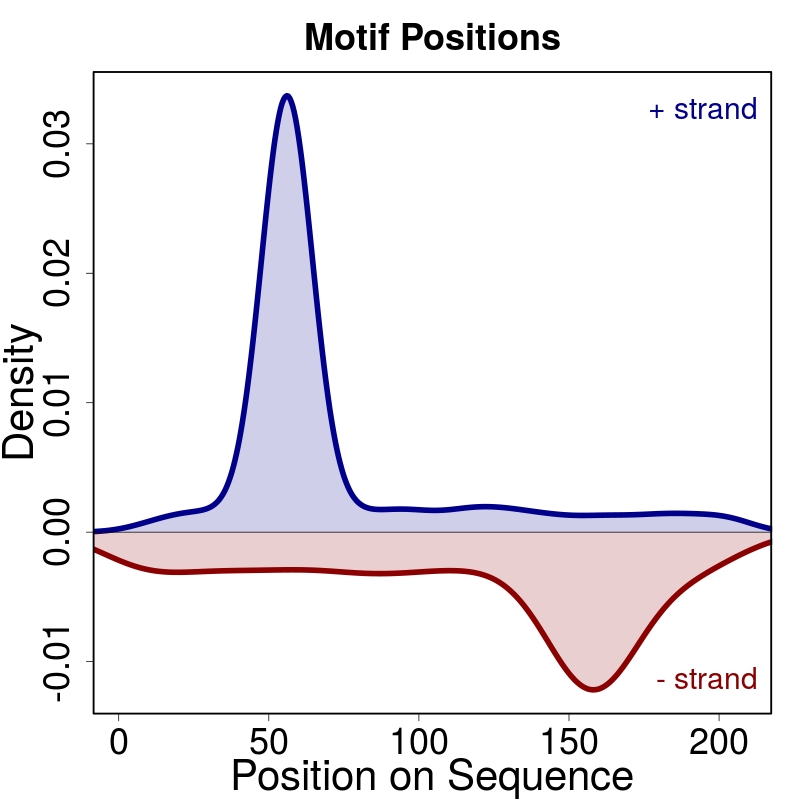 Motif Positions
+ strand
Density
0.03
0.02
0.01
0.00
-0.01
- strand
0 50 100 150 200
Position on Sequence